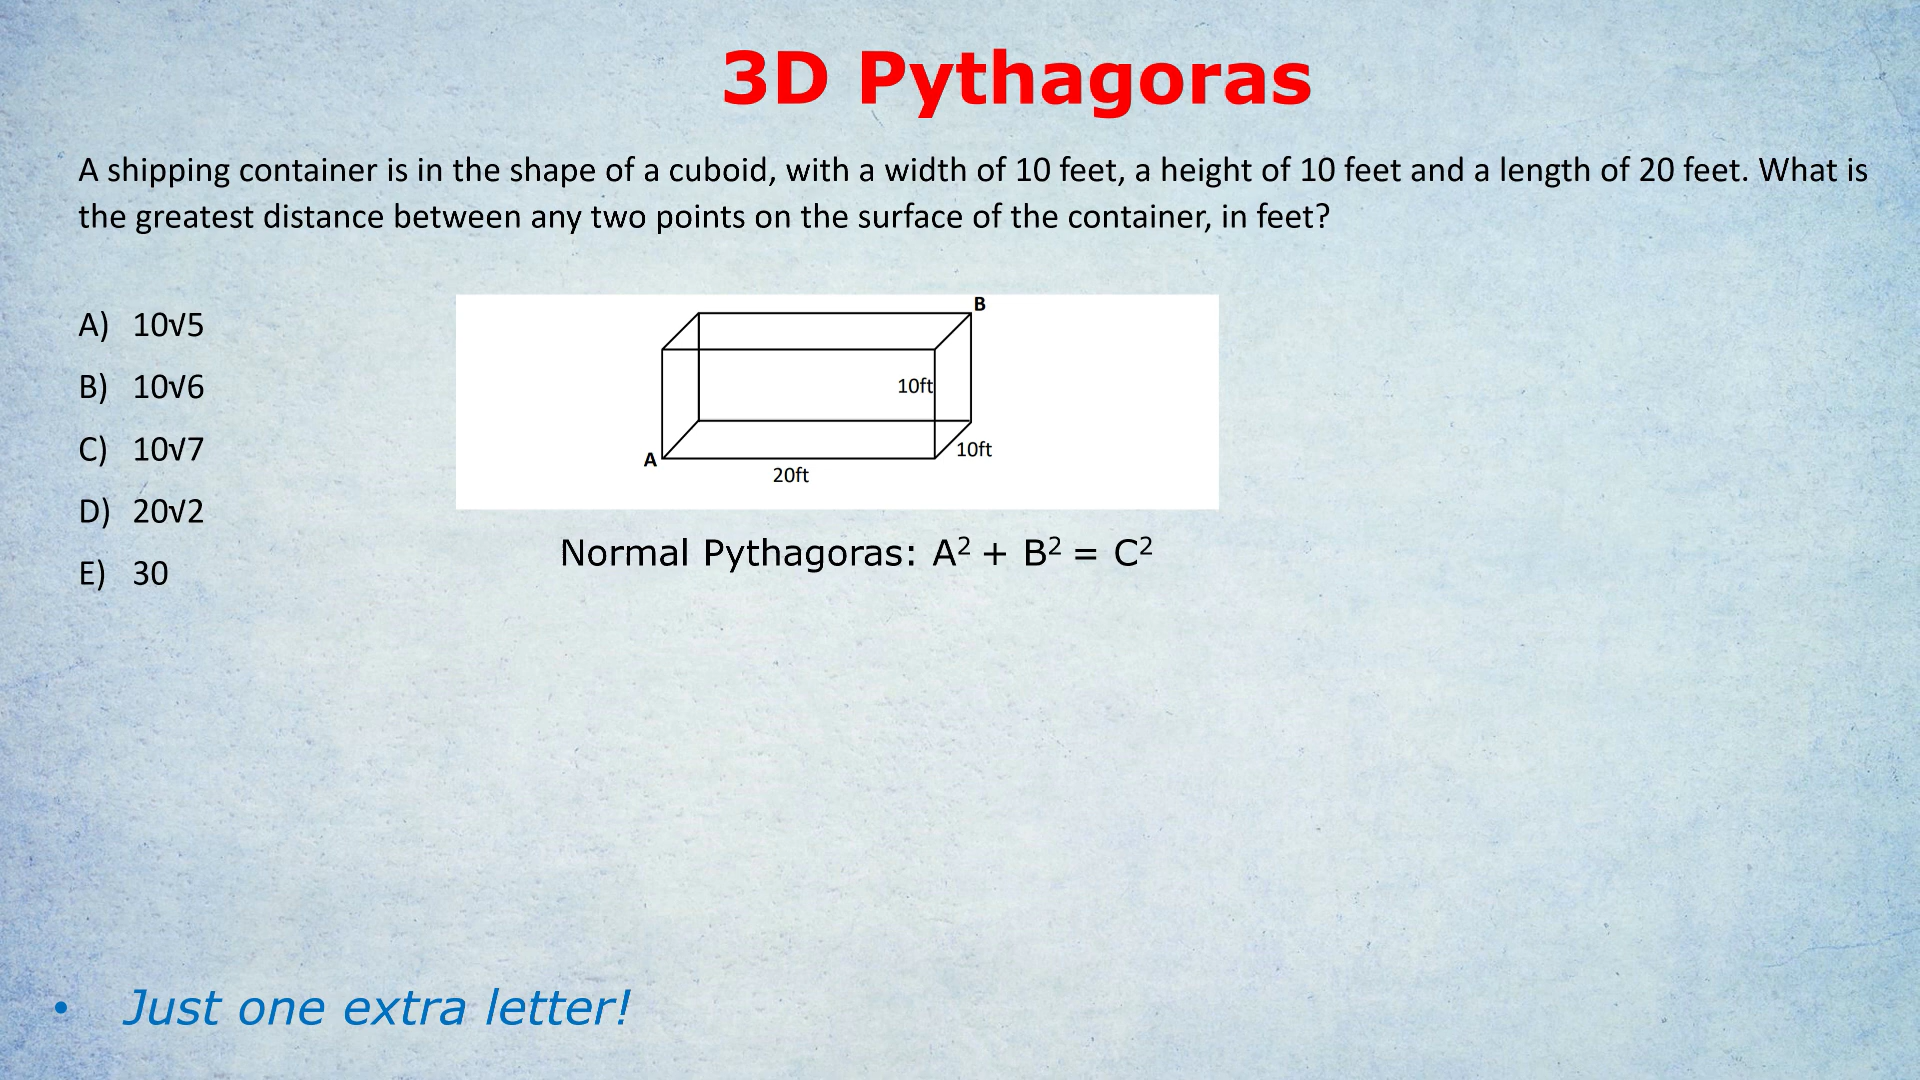 3D Pythagoras
A shipping container is in the shape of a cuboid, with a width of 10 feet, a height of 10 feet and a length of 20 feet. What is
the greatest distance between any two points on the surface of the container, in feet?
A) 10√5
B) 10√6
C) 10√7
D) 20√2
E) 30
B
10ft
10ft
A
20ft
Normal Pythagoras: A² + B² = C²
• Just one extra letter!